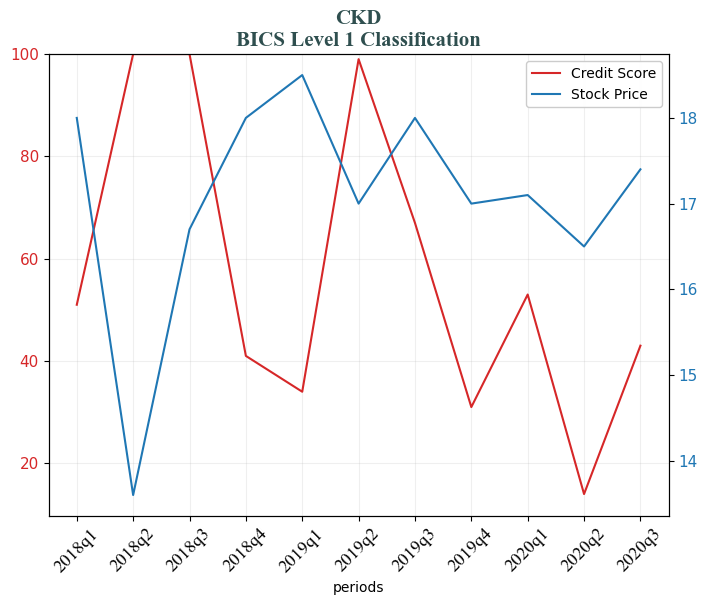 CKD
BICS Level 1 Classification
Credit Score
Stock Price
100
80
60
40
20
18
17
16
15
14
2018q1
2018q2
2018q3
2018q4
2019q1
2019q2
2019q3
2019q4
2020q1
2020q2
2020q3
periods